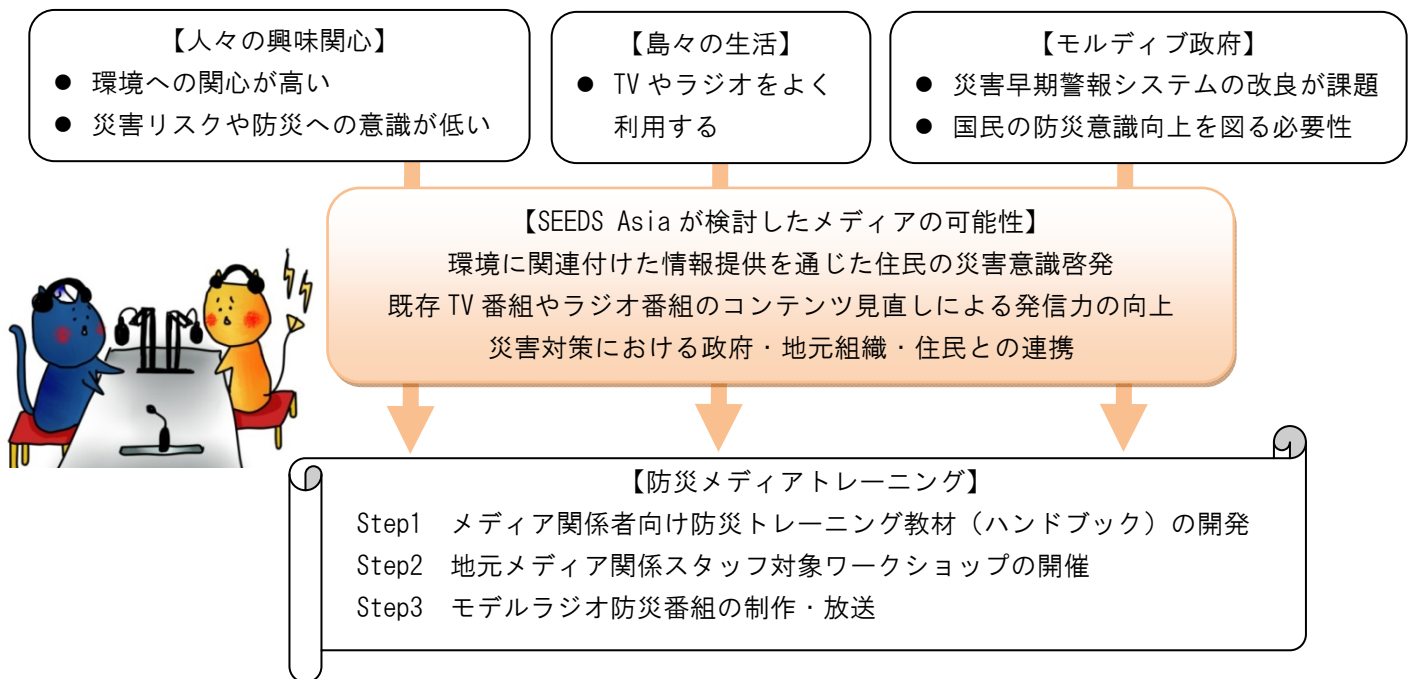 【人々の興味関心】
● 環境への関心が高い
● 災害リスクや防災への意識が低い
【島々の生活】
● TVやラジオをよく
利用する
【モルディブ政府】
● 災害早期警報システムの改良が課題
● 国民の防災意識向上を図る必要性
【SEEDS Asiaが検討したメディアの可能性】
環境に関連付けた情報提供を通じた住民の災害意識啓発
既存TV番組やラジオ番組のコンテンツ見直しによる発信力の向上
災害対策における政府・地元組織・住民との連携
【防災メディアトレーニング】
Step1 メディア関係者向け防災トレーニング教材（ハンドブック）の開発
Step2 地元メディア関係スタッフ対象ワークショップの開催
Step3 モデルラジオ防災番組の制作・放送